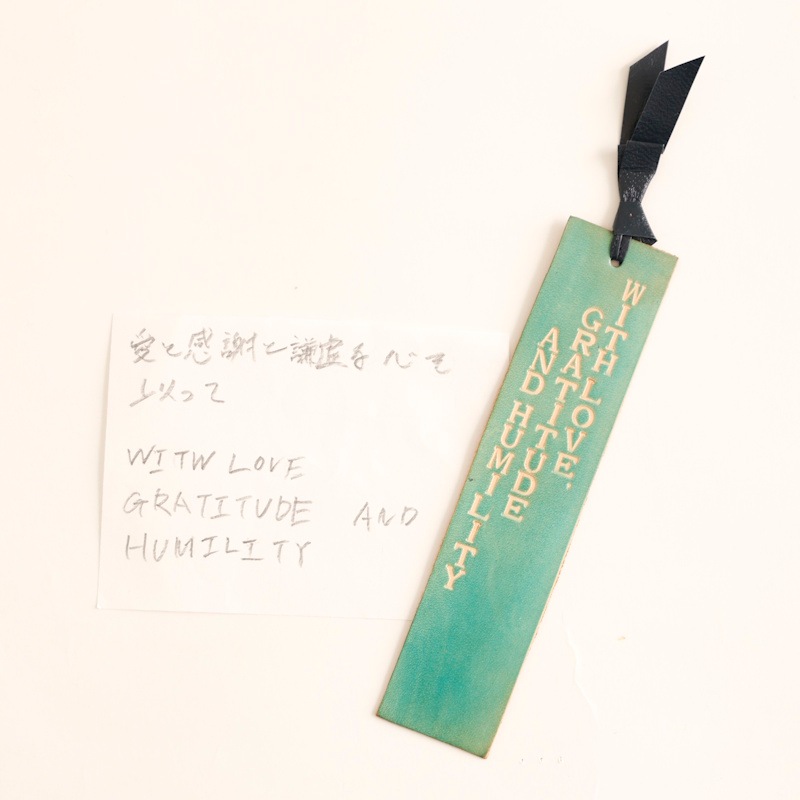 愛と感謝と謙虚な心を
以って
WITW LOVE
GRATITUDE AND
HUMILITY
WITH LOVE,
GRATITUDE
AND HUMILITY